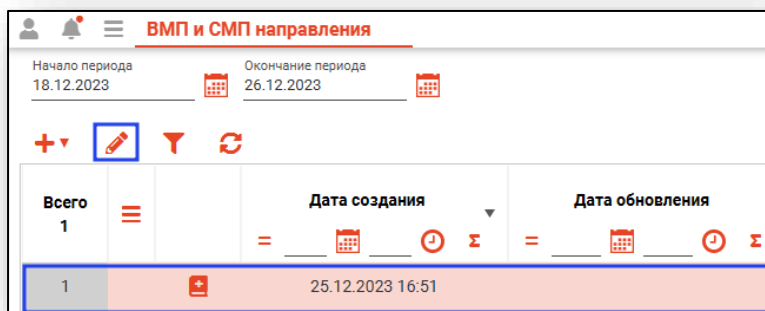 ВМП и СМП направления
Начало периода Окончание периода
18.12.2023 26.12.2023
Всего
1
Дата создания Дата обновления
= Σ = Σ
1 25.12.2023 16:51